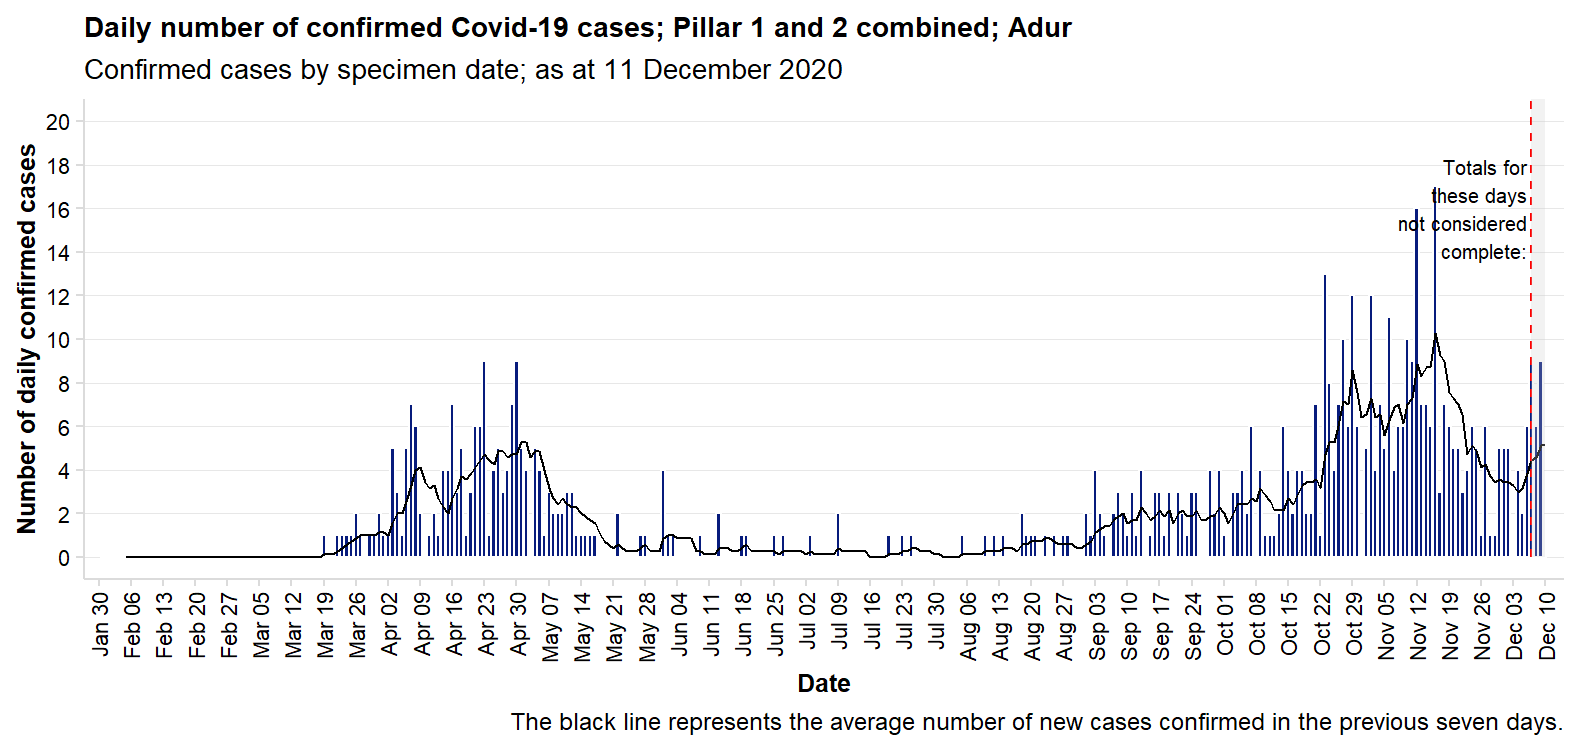 Daily number of confirmed Covid-19 cases; Pillar 1 and 2 combined; Adur
Confirmed cases by specimen date; as at 11 December 2020
Number of daily confirmed cases
20
18
16
14
12
10
8
6
4
2
0
Totals for
these days
not considered
complete:
Jan 30
Feb 06
Feb 13
Feb 20
Feb 27
Mar 05
Mar 12
Mar 19
Mar 26
Apr 02
Apr 09
Apr 16
Apr 23
Apr 30
May 07
May 14
May 21
May 28
Jun 04
Jun 11
Jun 18
Jun 25
Jul 02
Jul 09
Jul 16
Jul 23
Jul 30
Aug 06
Aug 13
Aug 20
Aug 27
Sep 03
Sep 10
Sep 17
Sep 24
Oct 01
Oct 08
Oct 15
Oct 22
Oct 29
Nov 05
Nov 12
Nov 19
Nov 26
Dec 03
Dec 10
Date
The black line represents the average number of new cases confirmed in the previous seven days.